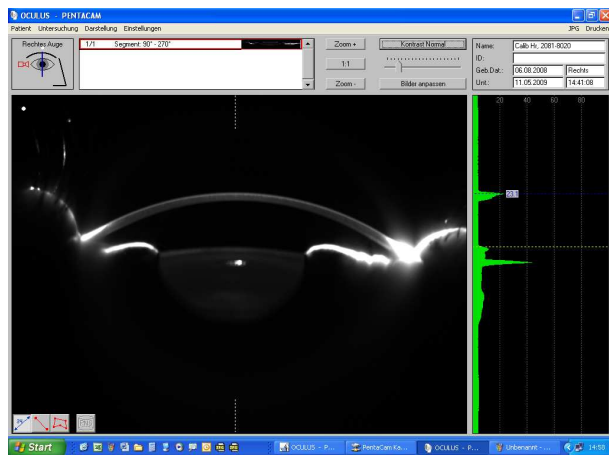 OCULUS - PENTACAM
Patient Untersuchung Darstellung Einstellungen
JPG Drucken
Rechtes Auge
1/1 Segment: 90° - 270°
Zoom +
1:1
Zoom -
Kontrast Normal
Bilder anpassen
Name: Calib Hr, 2081-8020
ID:
Geb.Dat.: 06.08.2008 Rechts
Unt.: 11.05.2009 14:41:08
20 40 60 80
23.1
Start
OCULUS - P...
PentaCam Ka...
OCULUS - P...
Unbenannt - ...
14:58